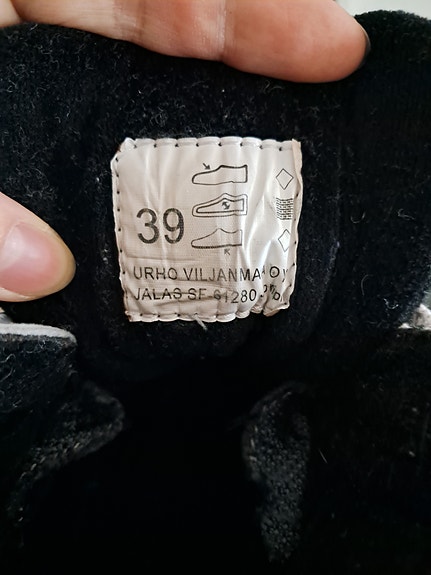 39
URHO VILJANMAA OY
JALAS SF-61280